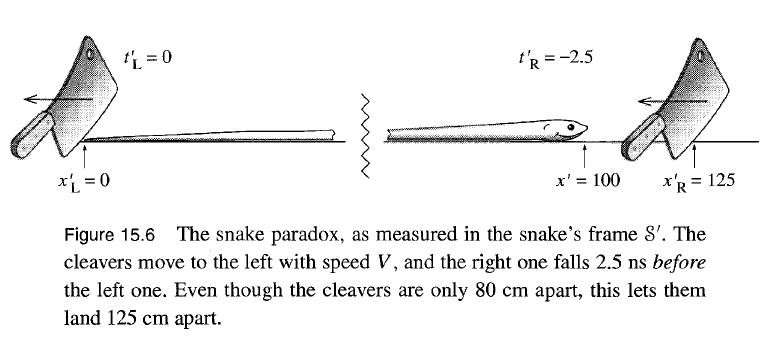 t′L = 0
t′R = −2.5
x′L = 0
x′ = 100
x′R = 125
Figure 15.6 The snake paradox, as measured in the snake's frame S′. The
cleavers move to the left with speed V, and the right one falls 2.5 ns before
the left one. Even though the cleavers are only 80 cm apart, this lets them
land 125 cm apart.